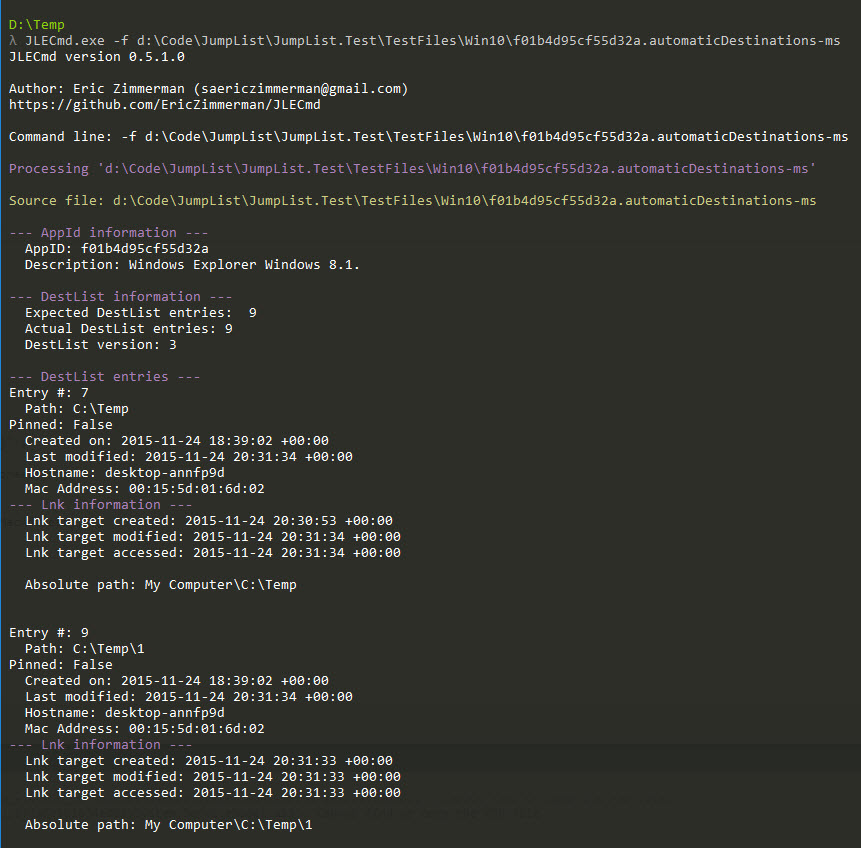 D:\Temp
λ JLECmd.exe -f d:\Code\JumpList\JumpList.Test\TestFiles\Win10\f01b4d95cf55d32a.automaticDestinations-ms
JLECmd version 0.5.1.0
Author: Eric Zimmerman (saericzimmerman@gmail.com)
https://github.com/EricZimmerman/JLECmd
Command line: -f d:\Code\JumpList\JumpList.Test\TestFiles\Win10\f01b4d95cf55d32a.automaticDestinations-ms
Processing 'd:\Code\JumpList\JumpList.Test\TestFiles\Win10\f01b4d95cf55d32a.automaticDestinations-ms'
Source file: d:\Code\JumpList\JumpList.Test\TestFiles\Win10\f01b4d95cf55d32a.automaticDestinations-ms
--- AppId information ---
AppID: f01b4d95cf55d32a
Description: Windows Explorer Windows 8.1.
--- DestList information ---
Expected DestList entries:  9
Actual DestList entries: 9
DestList version: 3
--- DestList entries ---
Entry #: 7
Path: C:\Temp
Pinned: False
Created on: 2015-11-24 18:39:02 +00:00
Last modified: 2015-11-24 20:31:34 +00:00
Hostname: desktop-annfp9d
Mac Address: 00:15:5d:01:6d:02
--- Lnk information ---
Lnk target created: 2015-11-24 20:30:53 +00:00
Lnk target modified: 2015-11-24 20:31:34 +00:00
Lnk target accessed: 2015-11-24 20:31:34 +00:00
Absolute path: My Computer\C:\Temp
Entry #: 9
Path: C:\Temp\1
Pinned: False
Created on: 2015-11-24 18:39:02 +00:00
Last modified: 2015-11-24 20:31:34 +00:00
Hostname: desktop-annfp9d
Mac Address: 00:15:5d:01:6d:02
--- Lnk information ---
Lnk target created: 2015-11-24 20:31:33 +00:00
Lnk target modified: 2015-11-24 20:31:33 +00:00
Lnk target accessed: 2015-11-24 20:31:33 +00:00
Absolute path: My Computer\C:\Temp\1